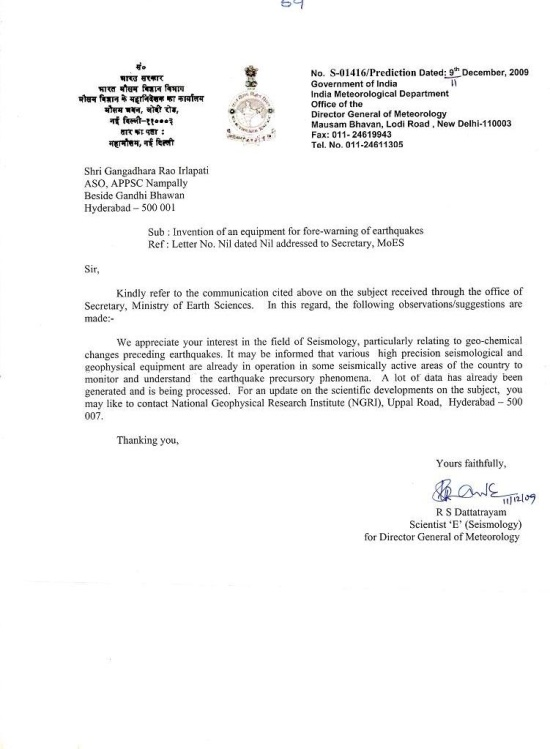 59
सं०
भारत सरकार
भारत मौसम विज्ञान विभाग
मौसम विज्ञान के महानिदेशक का कार्यालय
मौसम भवन, लोदी रोड,
नई दिल्ली-११०००३
तार का पता :
महामौसम, नई दिल्ली
No. S-01416/Prediction Dated: 9th December, 2009
11
Government of India
India Meteorological Department
Office of the
Director General of Meteorology
Mausam Bhavan, Lodi Road , New Delhi-110003
Fax: 011- 24619943
Tel. No. 011-24611305
Shri Gangadhara Rao Irlapati
ASO, APPSC Nampally
Beside Gandhi Bhawan
Hyderabad – 500 001
Sub : Invention of an equipment for fore-warning of earthquakes
Ref : Letter No. Nil dated Nil addressed to Secretary, MoES
Sir,
Kindly refer to the communication cited above on the subject received through the office of
Secretary, Ministry of Earth Sciences. In this regard, the following observations/suggestions are
made:-
We appreciate your interest in the field of Seismology, particularly relating to geo-chemical
changes preceding earthquakes. It may be informed that various high precision seismological and
geophysical equipment are already in operation in some seismically active areas of the country to
monitor and understand the earthquake precursory phenomena. A lot of data has already been
generated and is being processed. For an update on the scientific developments on the subject, you
may like to contact National Geophysical Research Institute (NGRI), Uppal Road, Hyderabad – 500
007.
Thanking you,
Yours faithfully,
11/12/09
R S Dattatrayam
Scientist ‘E’ (Seismology)
for Director General of Meteorology